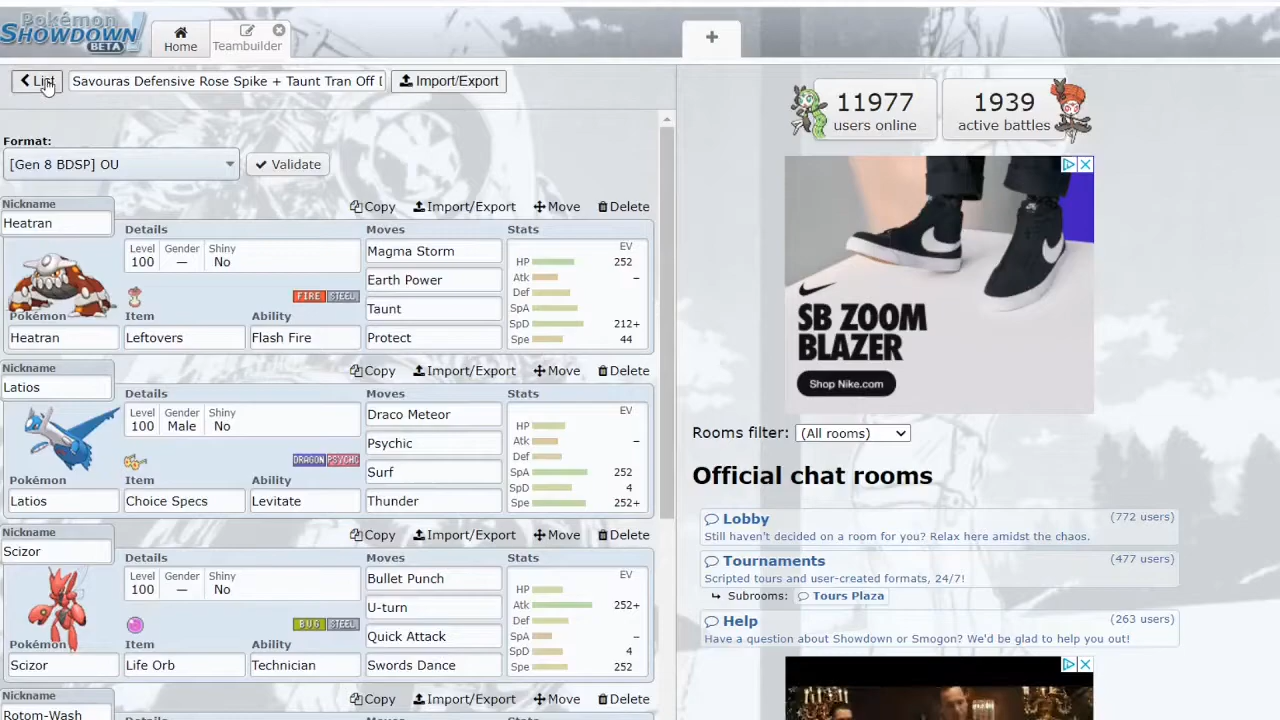 Pokémon
SHOWDOWN!
BETA
Home
Teambuilder
+
List
Savouras Defensive Rose Spike + Taunt Tran Off
Import/Export
11977
users online
1939
active battles
Format:
[Gen 8 BDSP] OU
Validate
Nickname
Heatran
Copy Import/Export Move Delete
Details Moves Stats
Level Gender Shiny
100 — No
FIRE STEEL
Pokémon Item Ability
Heatran Leftovers Flash Fire
Magma Storm
Earth Power
Taunt
Protect
EV
HP 252
Atk –
Def
SpA
SpD 212+
Spe 44
Nickname
Latios
Copy Import/Export Move Delete
Details Moves Stats
Level Gender Shiny
100 Male No
DRAGON PSYCHC
Pokémon Item Ability
Latios Choice Specs Levitate
Draco Meteor
Psychic
Surf
Thunder
EV
HP
Atk –
Def
SpA 252
SpD 4
Spe 252+
Nickname
Scizor
Copy Import/Export Move Delete
Details Moves Stats
Level Gender Shiny
100 — No
BUG STEEL
Pokémon Item Ability
Scizor Life Orb Technician
Bullet Punch
U-turn
Quick Attack
Swords Dance
EV
HP
Atk 252+
Def
SpA –
SpD 4
Spe 252
Nickname
Rotom-Wash
Copy Import/Export Move Delete
Details Moves Stats
SB ZOOM
BLAZER
Shop Nike.com
Rooms filter: (All rooms)
Official chat rooms
Lobby (772 users)
Still haven't decided on a room for you? Relax here amidst the chaos.
Tournaments (477 users)
Scripted tours and user-created formats, 24/7!
Subrooms: Tours Plaza
Help (263 users)
Have a question about Showdown or Smogon? We'd be glad to help you out!